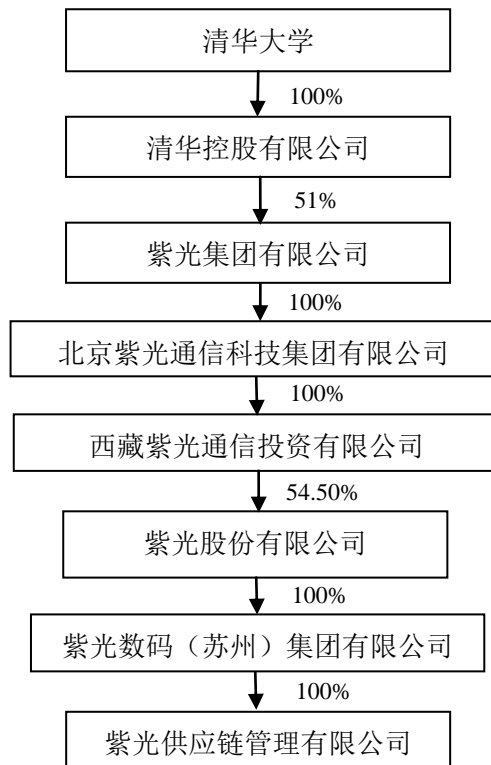 清华大学
100%
清华控股有限公司
51%
紫光集团有限公司
100%
北京紫光通信科技集团有限公司
100%
西藏紫光通信投资有限公司
54.50%
紫光股份有限公司
100%
紫光数码（苏州）集团有限公司
100%
紫光供应链管理有限公司